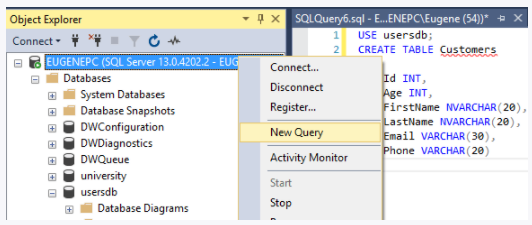 Object Explorer
SQLQuery6.sql - E...ENEPC\Eugene (54))*
Connect
EUGENEPC (SQL Server 13.0.4202.2 - EUG
Databases
System Databases
Database Snapshots
DWConfiguration
DWDiagnostics
DWQueue
university
usersdb
Database Diagrams
Connect...
Disconnect
Register...
New Query
Activity Monitor
Start
Stop
1 USE usersdb;
2 CREATE TABLE Customers
Id INT,
Age INT,
FirstName NVARCHAR(20),
LastName NVARCHAR(20),
Email VARCHAR(30),
Phone VARCHAR(20)